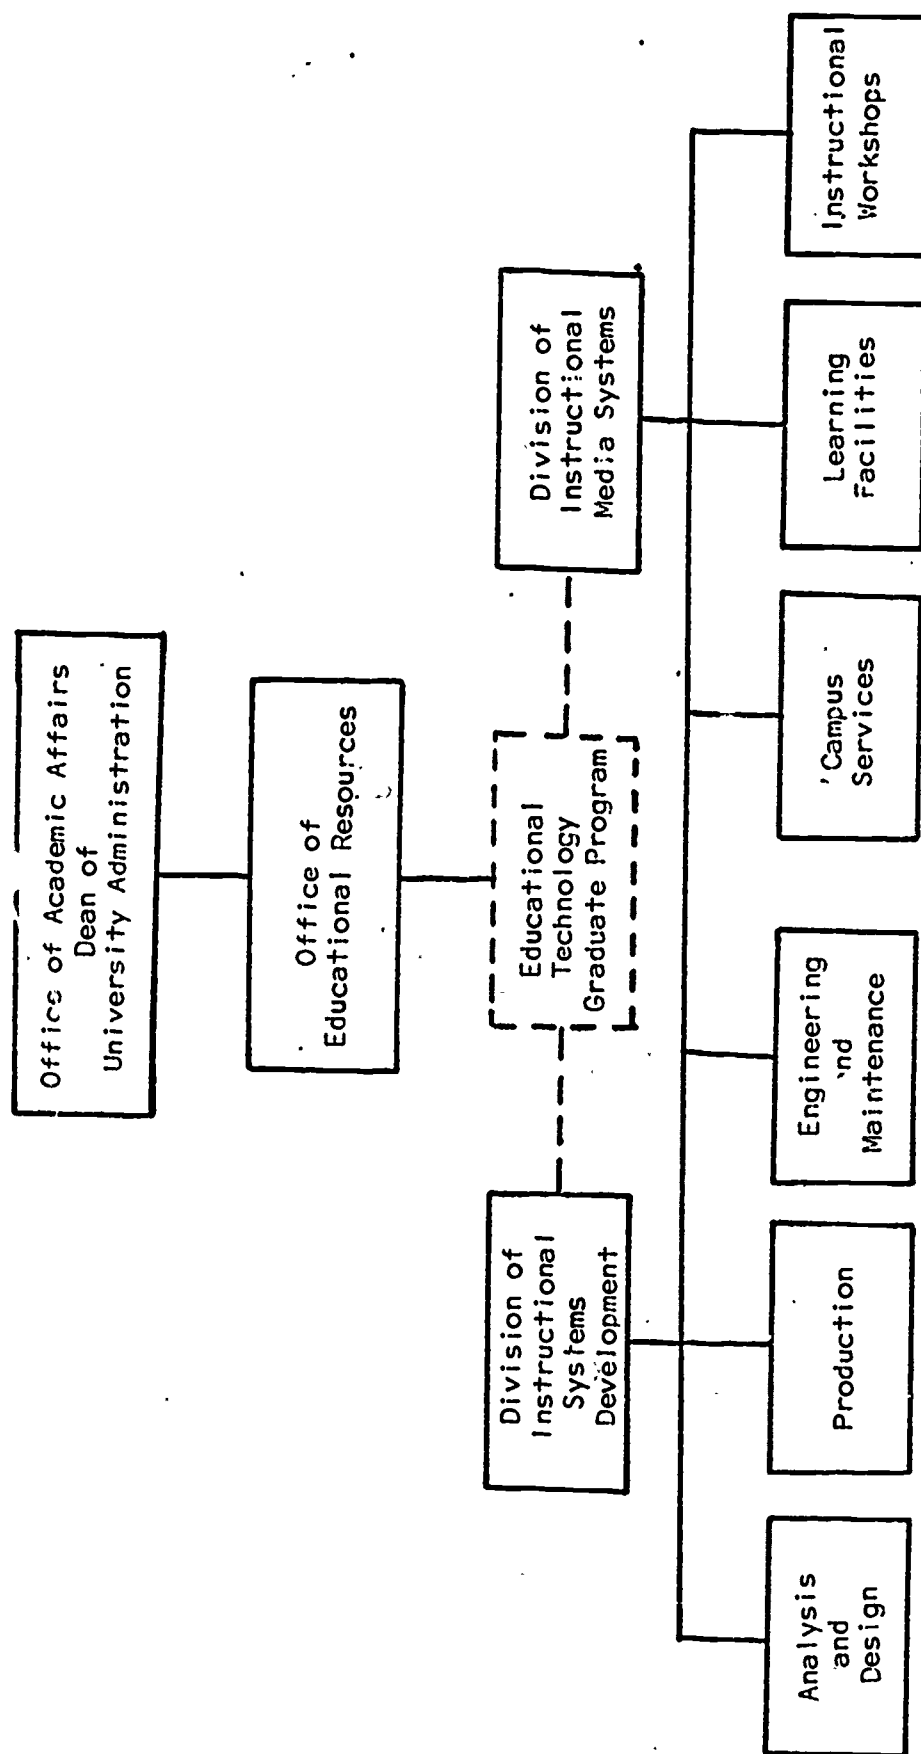 Office of Academic Affairs
Dean of
University Administration
Office of
Educational Resources
Division of
Instructional
Systems
Development
Educational
Technology
Graduate Program
Division of
Instructional
Media Systems
Analysis
and
Design
Production
Engineering
'nd
Maintenance
'Campus
Services
Learning
Facilities
Instructional
Workshops